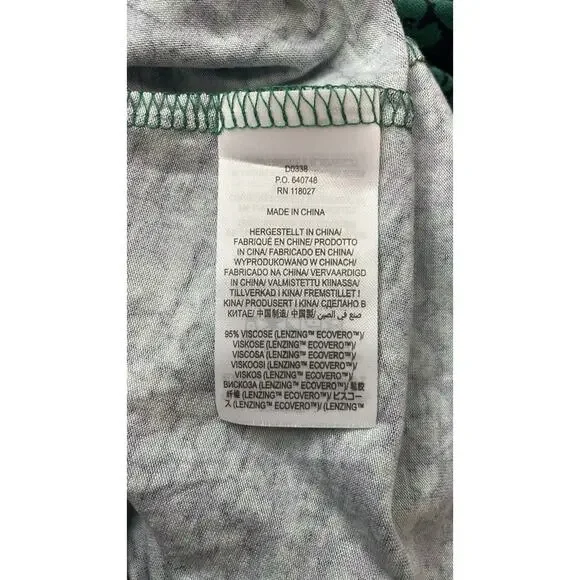 D0338
P.O. 640748
RN 118027
MADE IN CHINA
HERGESTELLT IN CHINA/
FABRIQUÉ EN CHINE/ PRODOTTO
IN CINA/ FABRICADO EN CHINA/
WYPRODUKOWANO W CHINACH/
FABRICADO NA CHINA/ VERVAARDIGD
IN CHINA/ VALMISTETTU KIINASSA/
TILLVERKAD I KINA/ FREMSTILLET I
KINA/ PRODUSERT I KINA/ СДЕЛАНО В
КИТАЕ/ 中国制造/ 中国製/ صنع في الصين/
95% VISCOSE (LENZING™ ECOVERO™)/
VISKOSE (LENZING™ ECOVERO™)/
VISCOSA (LENZING™ ECOVERO™)/
VISKOOSI (LENZING™ ECOVERO™)/
VISKOS (LENZING™ ECOVERO™)/
ВИСКОЗА (LENZING™ ECOVERO™)/ 粘胶
纤维 (LENZING™ ECOVERO™)/ ビスコー
ス (LENZING™ ECOVERO™)/ (LENZING™